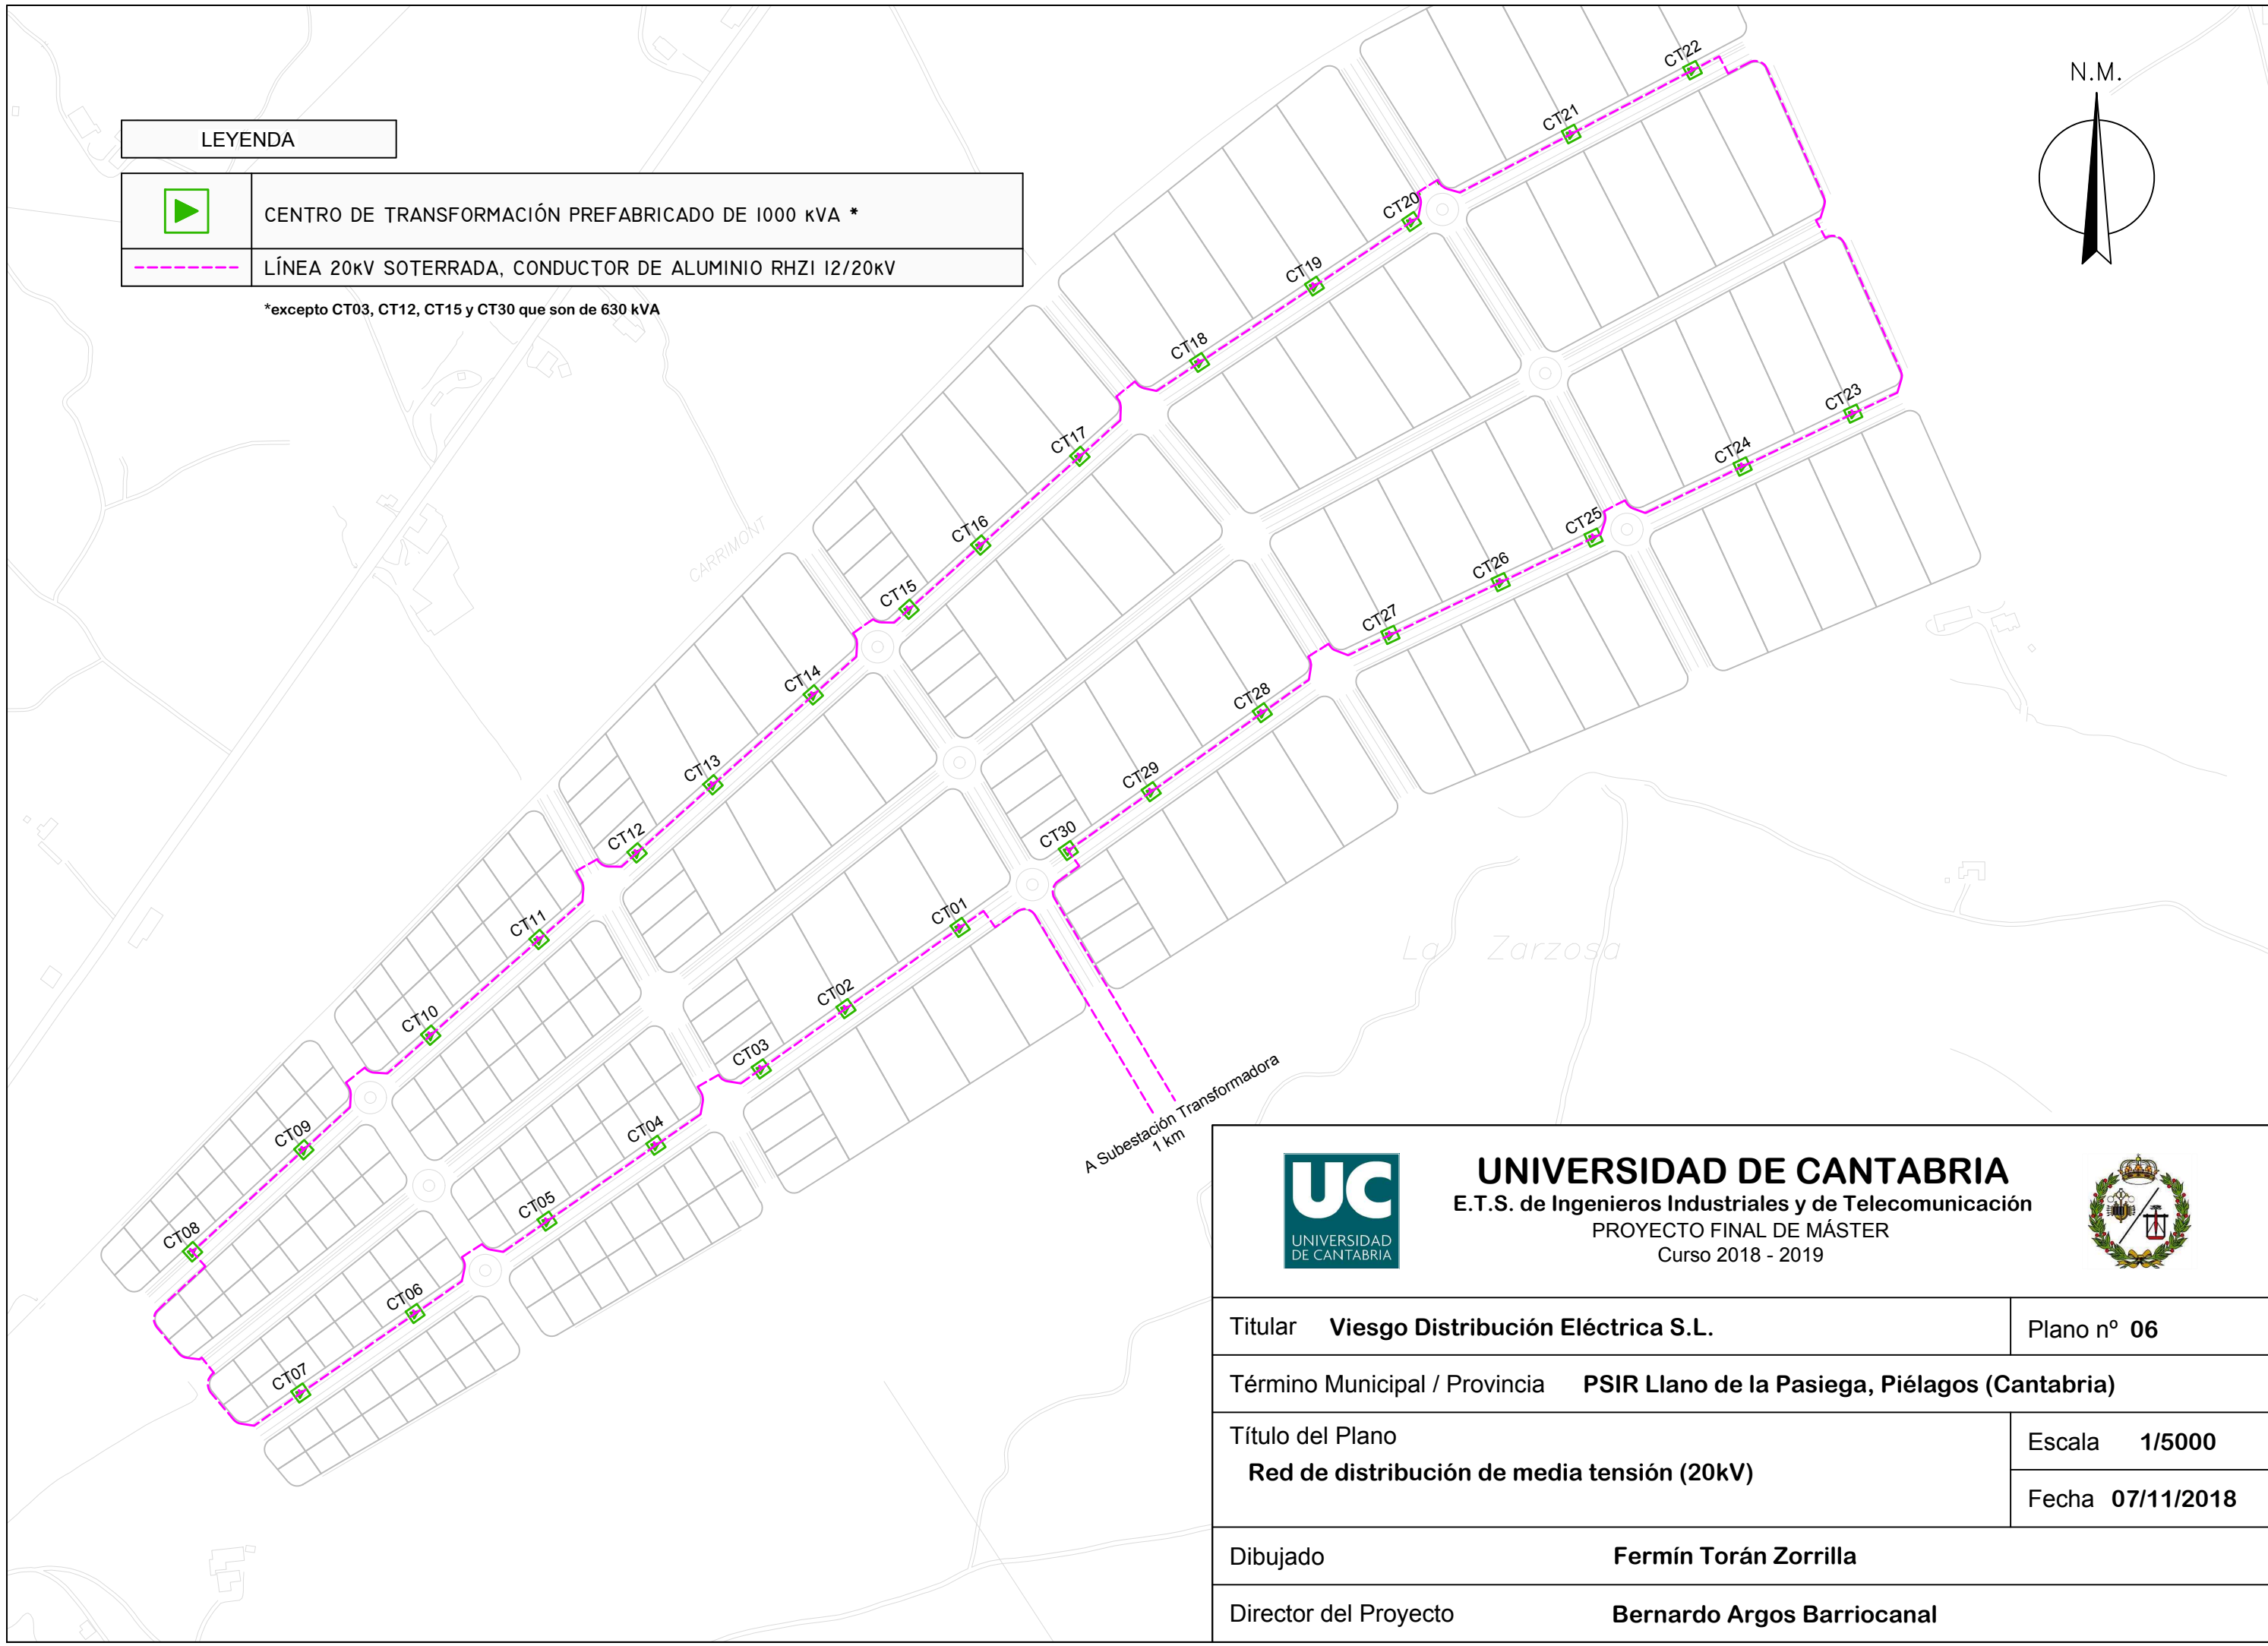 N.M.
LEYENDA
CENTRO DE TRANSFORMACIÓN PREFABRICADO DE 1000 KVA *
LÍNEA 20KV SOTERRADA, CONDUCTOR DE ALUMINIO RHZ1 12/20KV
*excepto CT03, CT12, CT15 y CT30 que son de 630 kVA
CT22
CT21
CT20
CT19
CT18
CT17
CT16
CT15
CT14
CT13
CT12
CT11
CT10
CT09
CT08
CT23
CT24
CT25
CT26
CT27
CT28
CT29
CT30
CT01
CT02
CT03
CT04
CT05
CT06
CT07
CARRIMONT
La Zarzosa
A Subestación Transformadora
1 km
UC
UNIVERSIDAD
DE CANTABRIA
UNIVERSIDAD DE CANTABRIA
E.T.S. de Ingenieros Industriales y de Telecomunicación
PROYECTO FINAL DE MÁSTER
Curso 2018 - 2019
Titular Viesgo Distribución Eléctrica S.L.
Plano nº 06
Término Municipal / Provincia PSIR Llano de la Pasiega, Piélagos (Cantabria)
Título del Plano
Red de distribución de media tensión (20kV)
Escala 1/5000
Fecha 07/11/2018
Dibujado Fermín Torán Zorrilla
Director del Proyecto Bernardo Argos Barriocanal